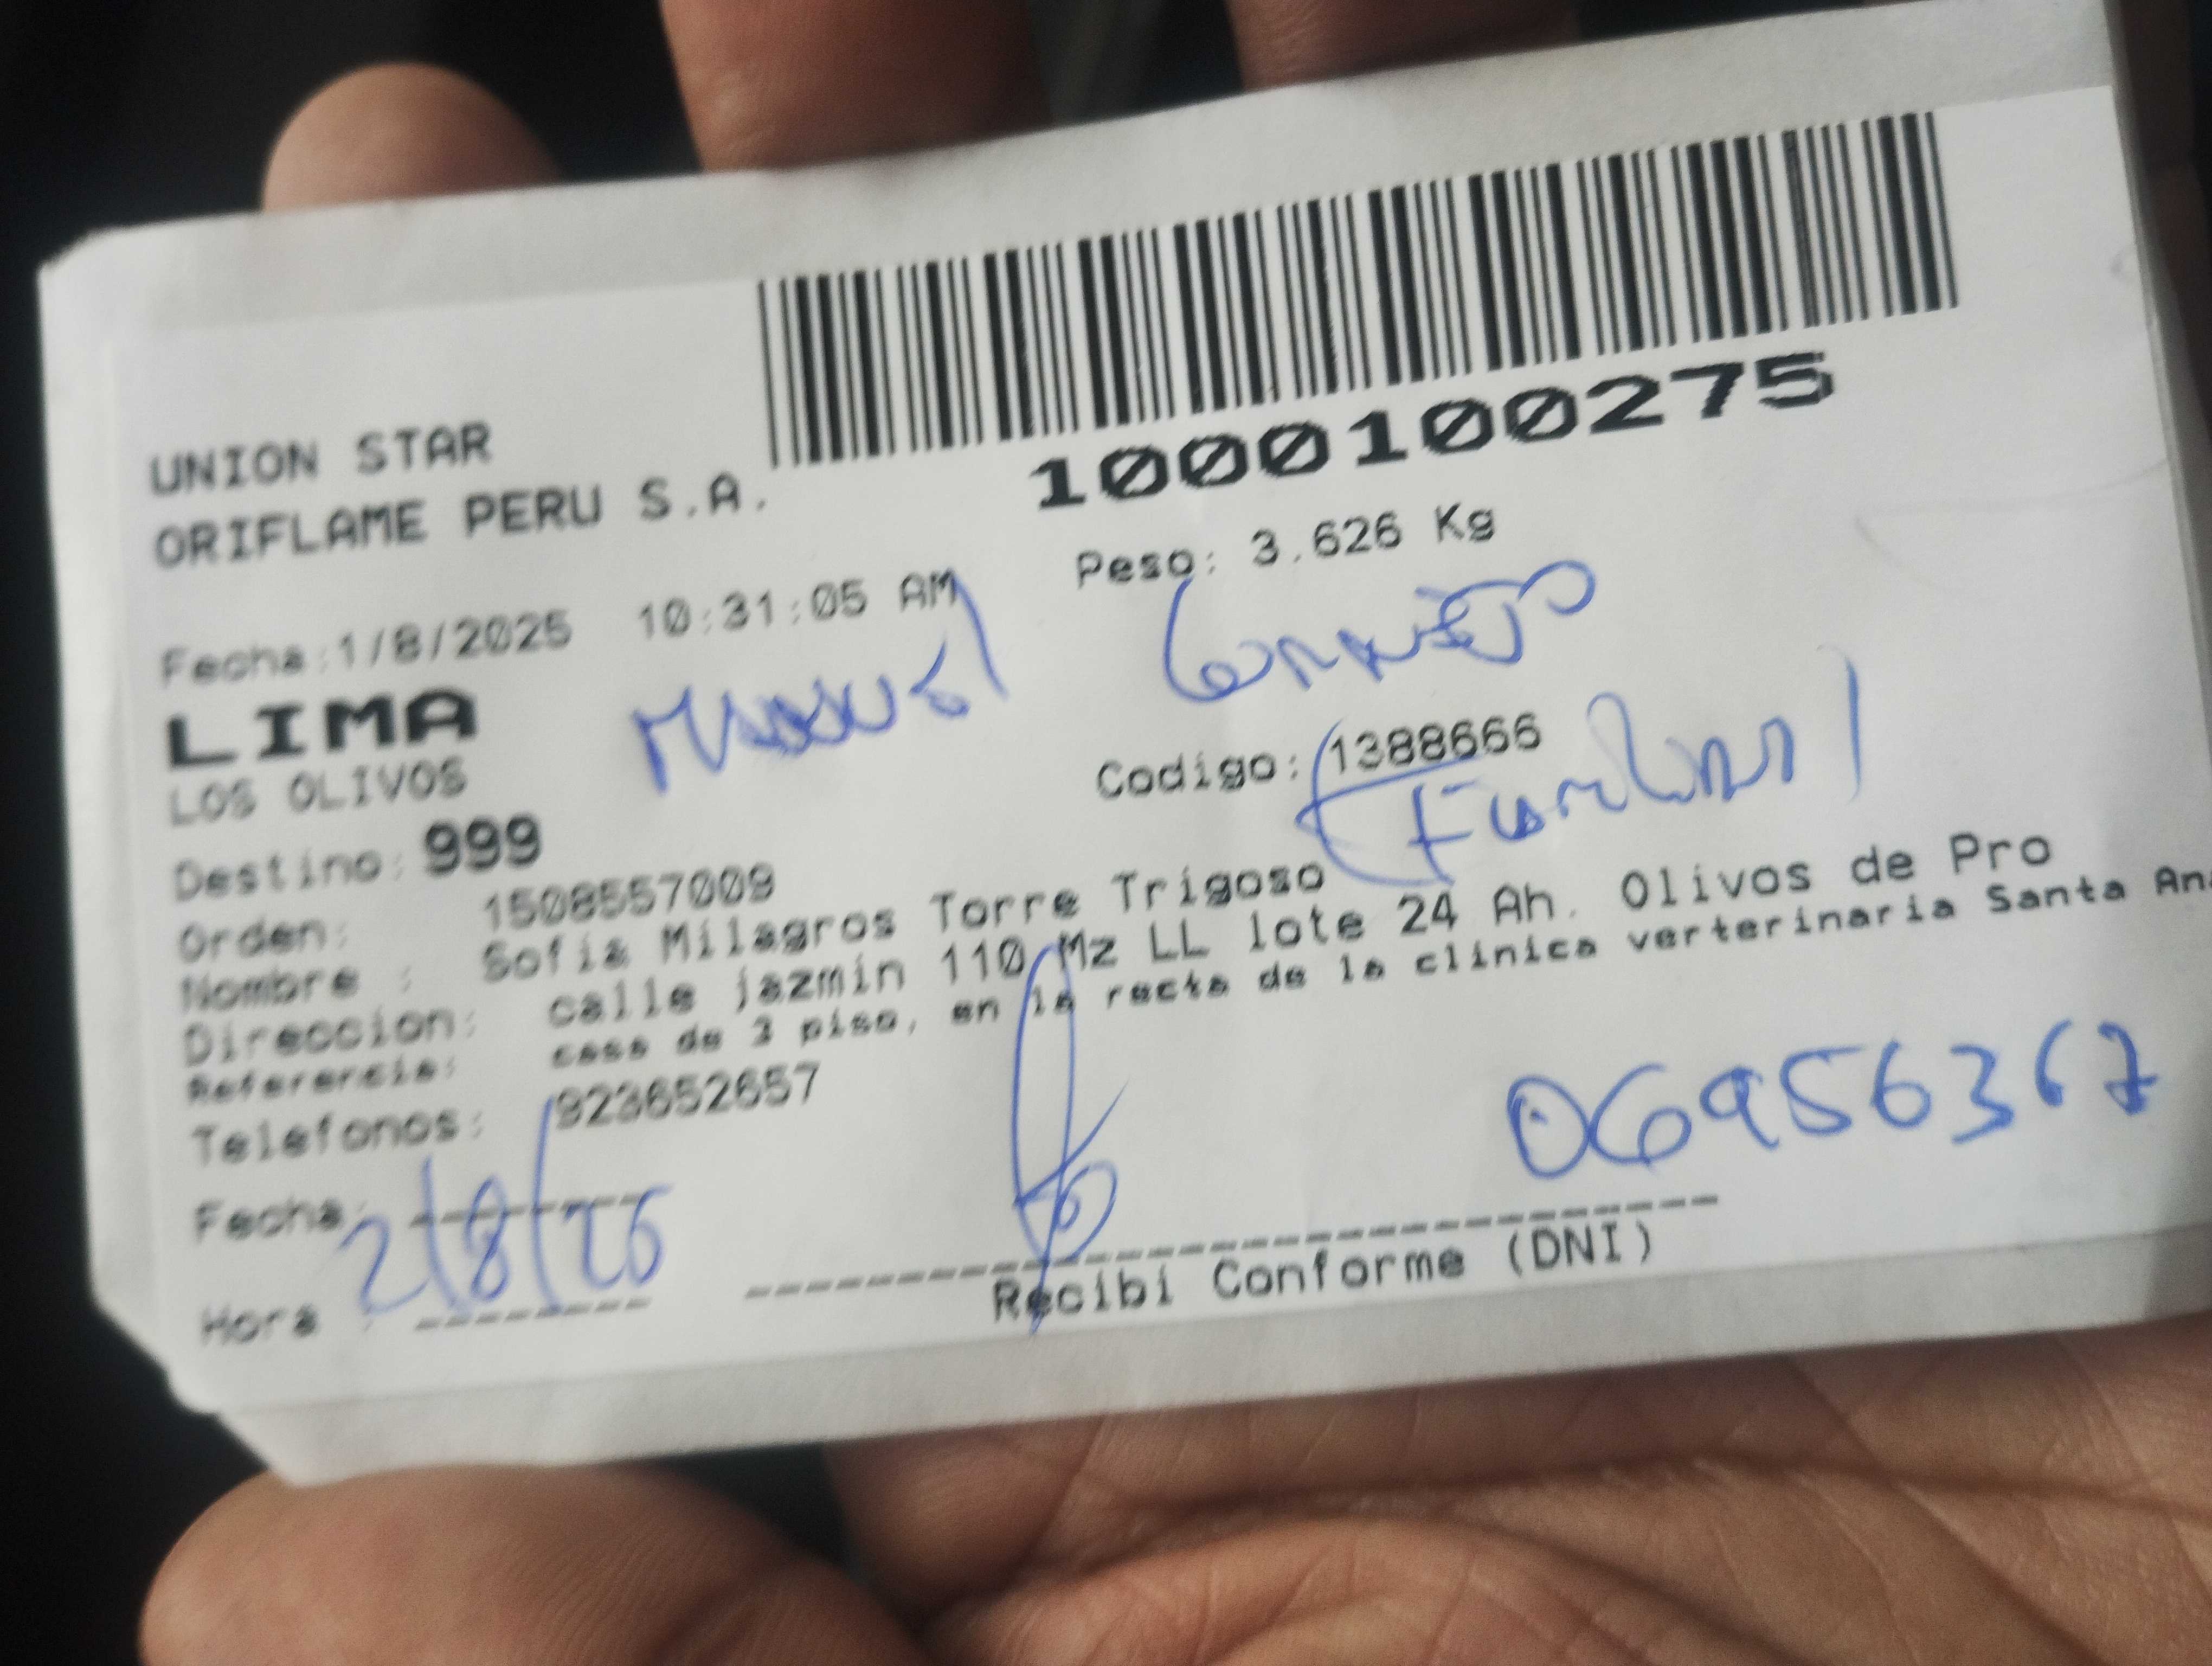 UNION STAR
ORIFLAME PERU S.A.
1000100275
Fecha:1/8/2025 10:31:05 AM Peso: 3.626 Kg
LIMA
LOS OLIVOS
Manuel
Codigo: 1388666
Destino: 999
Orden: 1508557009
Nombre : Sofia Milagros Torre Trigoso
Direccion: calle jazmin 110 Mz LL lote 24 Ah. Olivos de Pro
Referencia: casa de 3 piso, en la recta de la clinica verterinaria Santa Ana
Telefonos: 923652657
06956367
Fecha: 2/8/25
Hora :
Recibi Conforme (DNI)